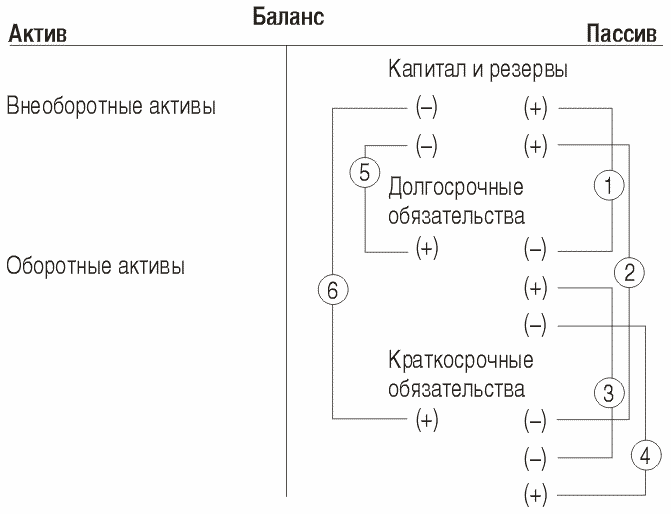 Баланс
Актив Пассив
Капитал и резервы
Внеоборотные активы (–) (+)
(–) (+)
5 1
Долгосрочные
обязательства
(+) (–)
Оборотные активы 2
6 (+)
(–)
Краткосрочные
обязательства 3
(+) (–)
(–) 4
(+)